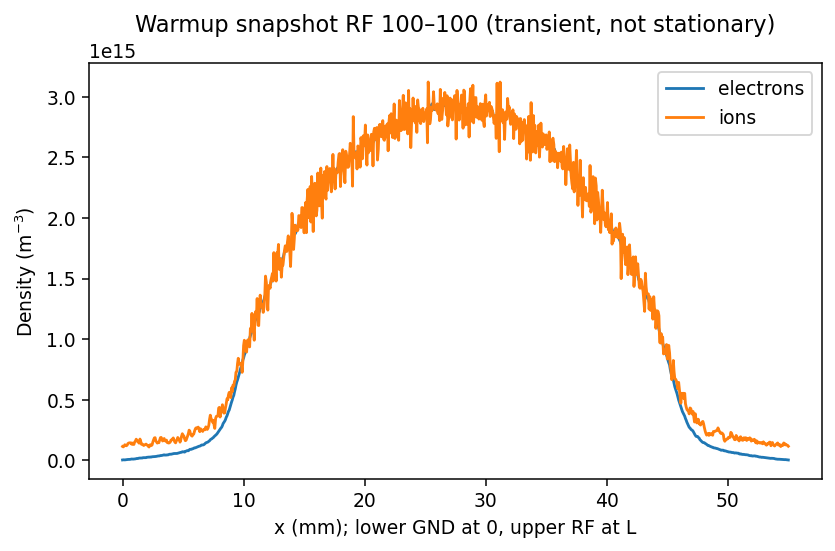 Warmup snapshot RF 100–100 (transient, not stationary)
1e15
electrons
ions
3.0
2.5
2.0
1.5
1.0
0.5
0.0
Density (m⁻³)
0 10 20 30 40 50
x (mm); lower GND at 0, upper RF at L